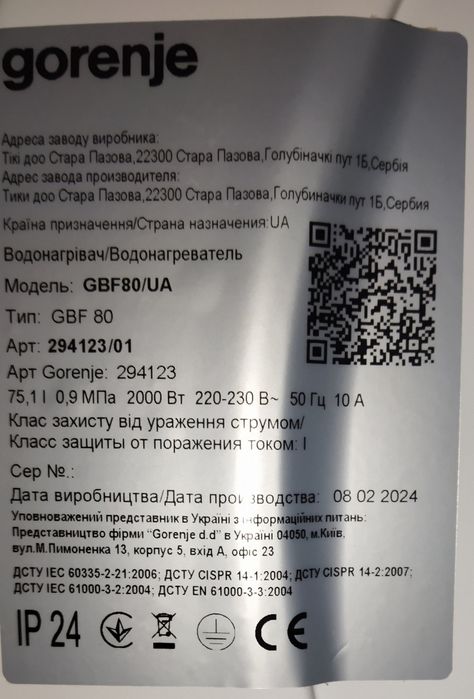 gorenje
Адреса заводу виробника:
Тікі доо Стара Пазова,22300 Стара Пазова,Голубіначкі пут 1Б,Сербія
Адрес завода производителя:
Тики доо Стара Пазова,22300 Стара Пазова,Голубиначки пут 1Б,Сербия
Країна призначення/Страна назначения:UA
Водонагрівач/Водонагреватель
Модель: GBF80/UA
Тип: GBF 80
Арт: 294123/01
Арт Gorenje: 294123
75,1 l 0,9 МПа 2000 Вт 220-230 В~ 50 Гц 10 А
Клас захисту від ураження струмом/
Класс защиты от поражения током: I
Сер №.:
Дата виробництва/Дата производства: 08 02 2024
Уповноважений представник в Україні з інформаційних питань:
Представництво фірми "Gorenje d.d" в Україні 04050, м.Київ,
вул.М.Пимоненка 13, корпус 5, вхід А, офіс 23
ДСТУ IEC 60335-2-21:2006; ДСТУ CISPR 14-1:2004; ДСТУ CISPR 14-2:2007;
ДСТУ IEC 61000-3-2:2004; ДСТУ EN 61000-3-3:2004
IP 24 CE